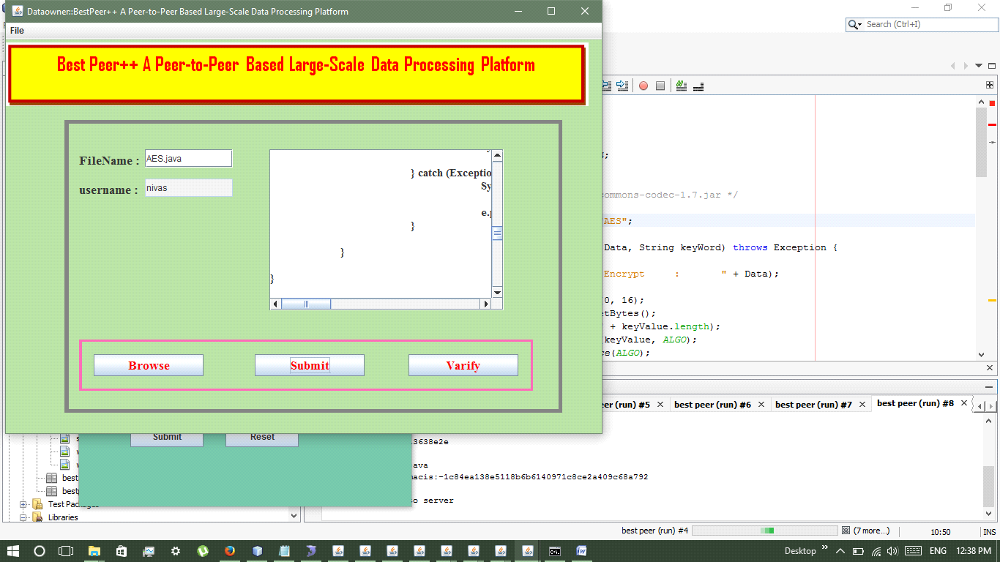 Dataowner::BestPeer++ A Peer-to-Peer Based Large-Scale Data Processing Platform
File
Search (Ctrl+I)
Best Peer++ A Peer-to-Peer Based Large-Scale Data Processing Platform
FileName :
AES.java
username :
nivas
} catch (Exceptio
Sy
e.p
}
}
}
Browse
Submit
Varify
commons-codec-1.7.jar */
AES";
Data, String keyWord) throws Exception {
Encrypt : " + Data);
0, 16);
etBytes();
" + keyValue.length);
keyValue, ALGO);
ce(ALGO);
er (run) #5
best peer (run) #6
best peer (run) #7
best peer (run) #8
3638e2e
ava
macis:-1c84ea138e5118b6b6140971c8ce2a409c68a792
to server
Submit
Reset
s
w
w
best
best
Test Packages
Libraries
best peer (run) #4
(7 more...)
10:50
INS
Desktop
ENG
12:38 PM